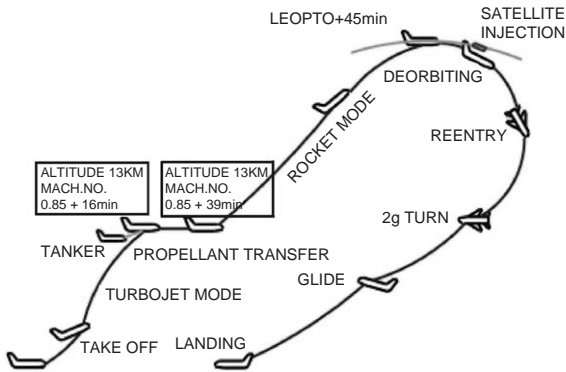 LEOPTO+45min
SATELLITE
INJECTION
DEORBITING
REENTRY
ROCKET MODE
ALTITUDE 13KM
MACH.NO.
0.85 + 16min
ALTITUDE 13KM
MACH.NO.
0.85 + 39min
2g TURN
TANKER
PROPELLANT TRANSFER
GLIDE
TURBOJET MODE
TAKE OFF
LANDING